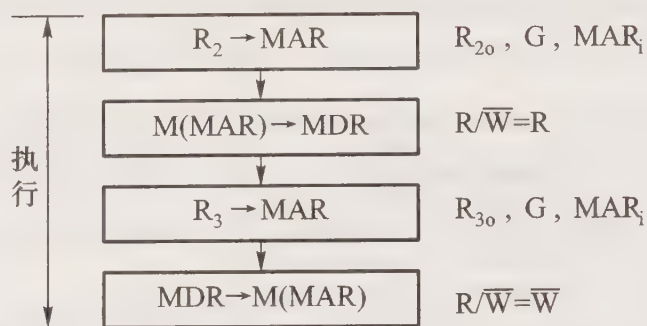 R₂→MAR R₂ₒ , G , MARᵢ
M(MAR)→MDR R/W̅=R
执行
R₃→MAR R₃ₒ , G , MARᵢ
MDR→M(MAR) R/W̅=W̅